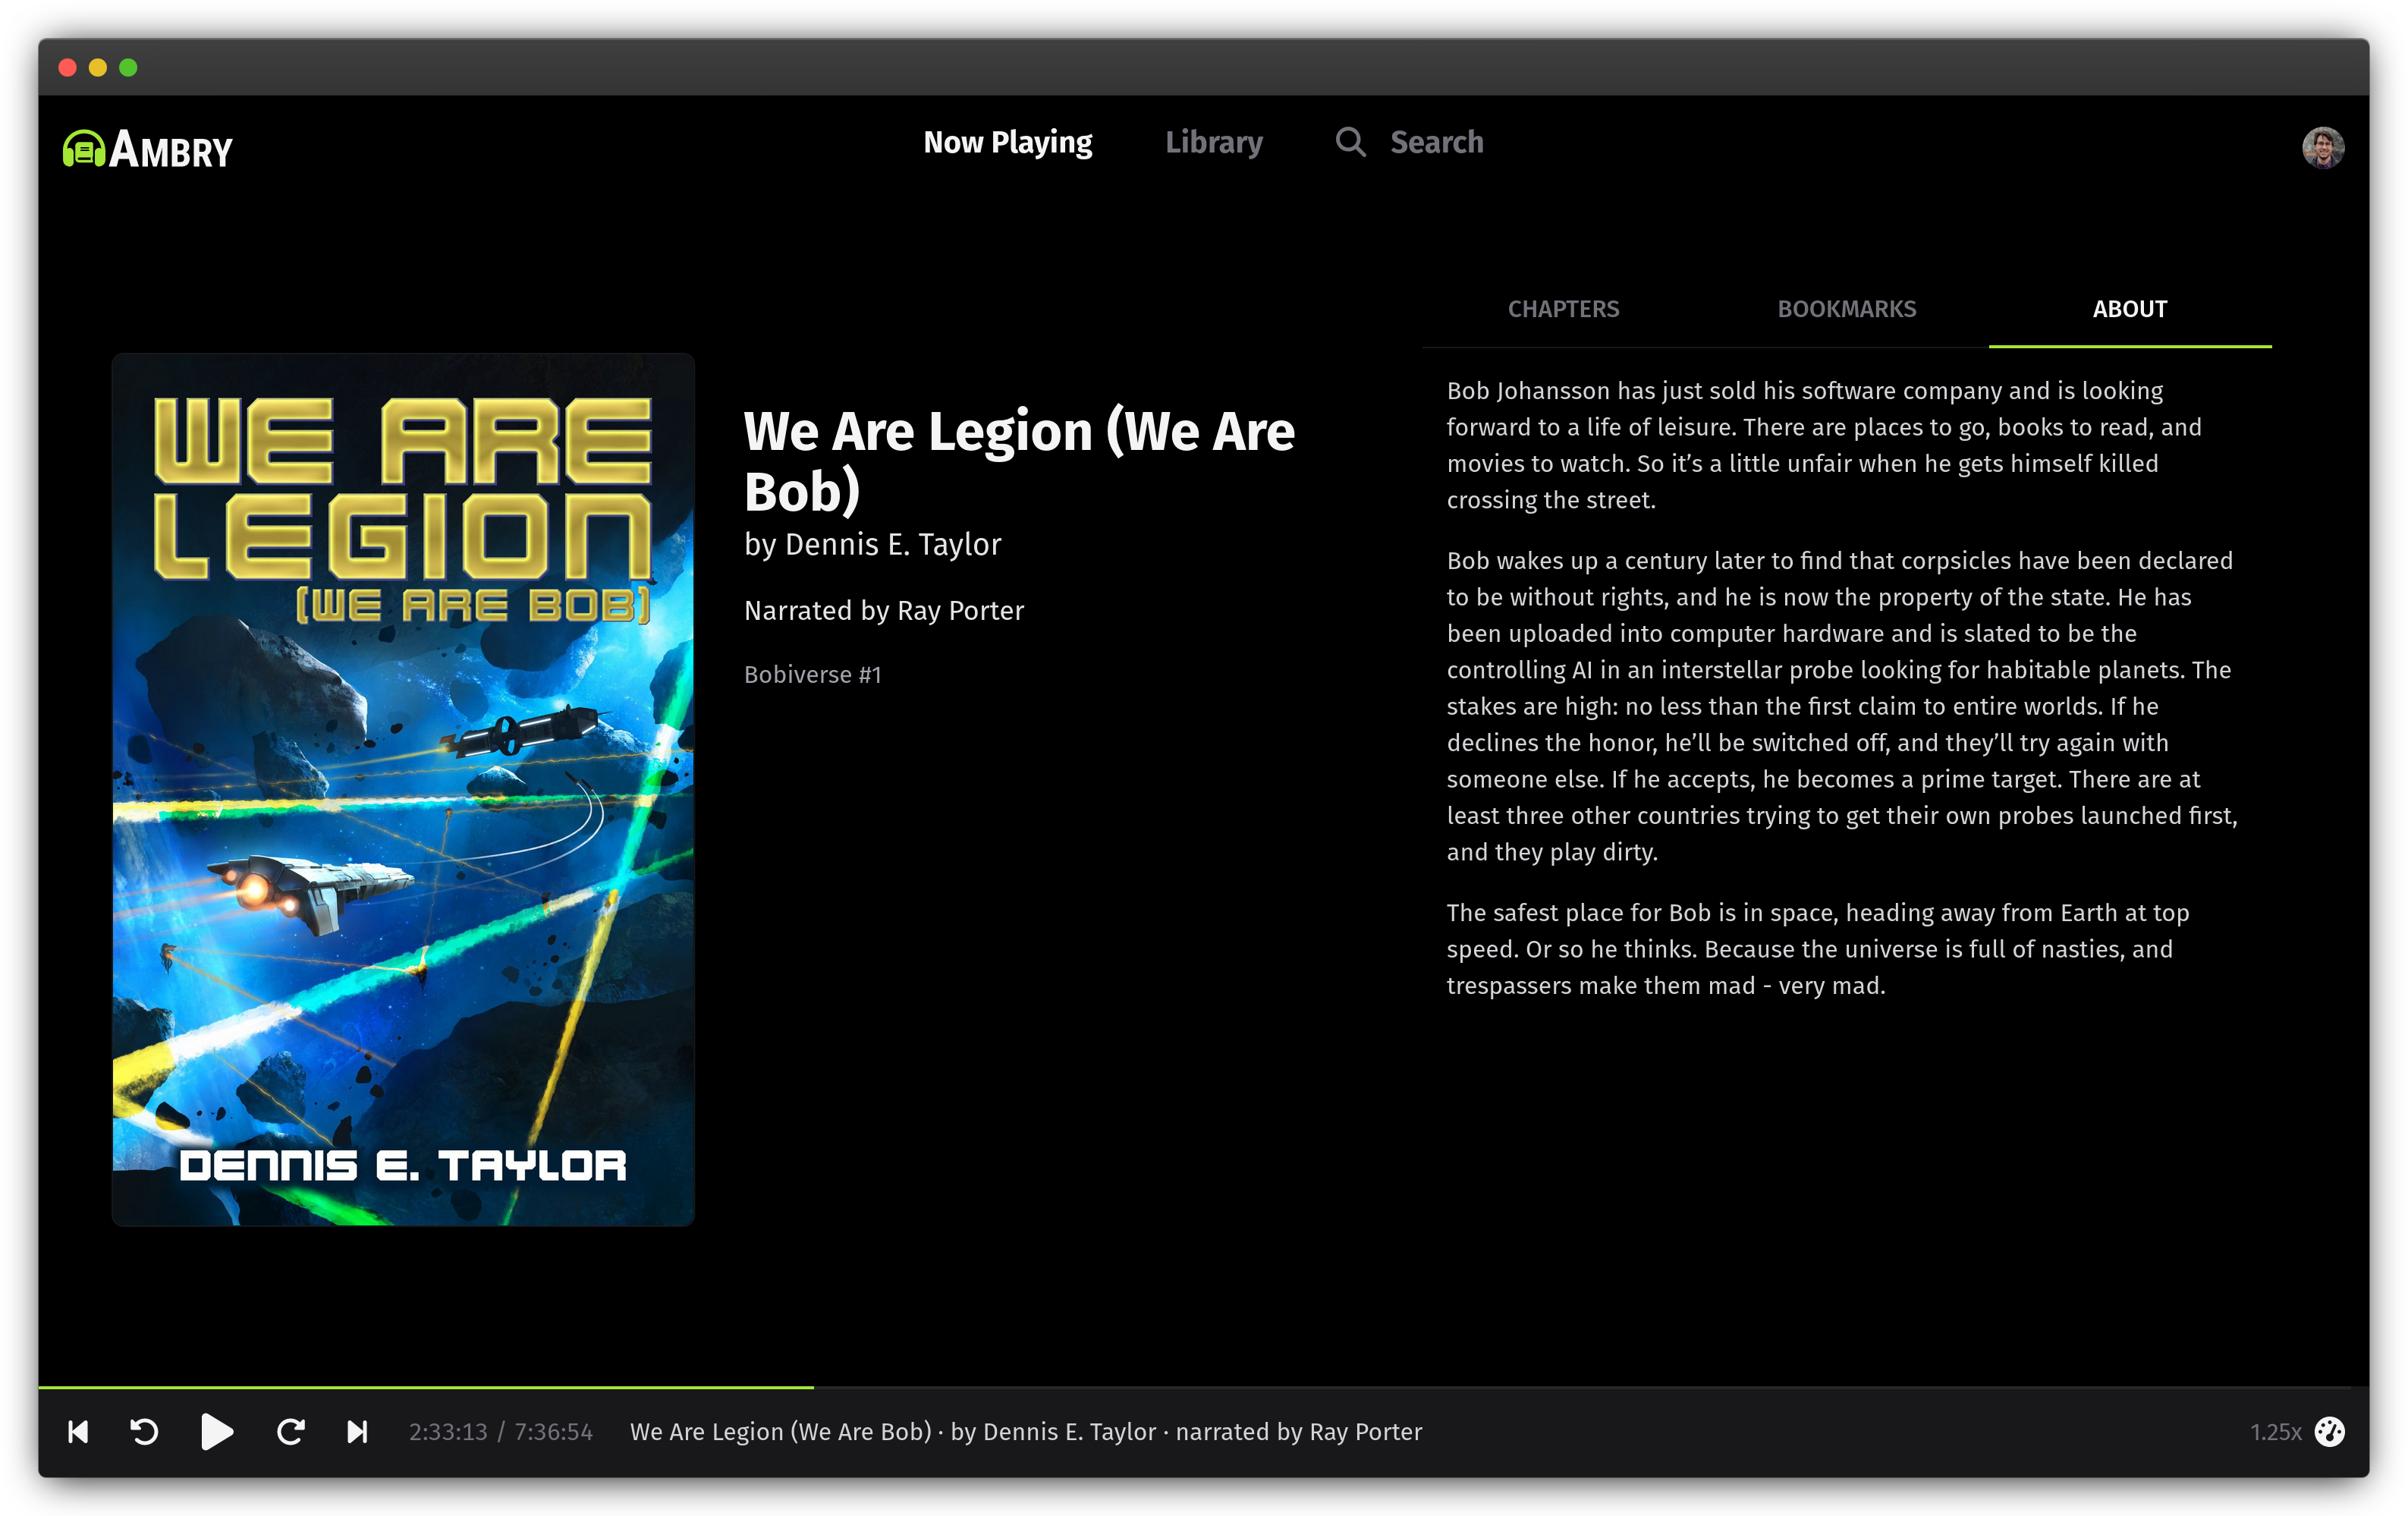 AMBRY
Now Playing
Library
Search
CHAPTERS
BOOKMARKS
ABOUT
WE ARE
LEGION
(WE ARE BOB)
DENNIS E. TAYLOR
We Are Legion (We Are
Bob)
by Dennis E. Taylor
Narrated by Ray Porter
Bobiverse #1
Bob Johansson has just sold his software company and is looking
forward to a life of leisure. There are places to go, books to read, and
movies to watch. So it’s a little unfair when he gets himself killed
crossing the street.
Bob wakes up a century later to find that corpsicles have been declared
to be without rights, and he is now the property of the state. He has
been uploaded into computer hardware and is slated to be the
controlling AI in an interstellar probe looking for habitable planets. The
stakes are high: no less than the first claim to entire worlds. If he
declines the honor, he’ll be switched off, and they’ll try again with
someone else. If he accepts, he becomes a prime target. There are at
least three other countries trying to get their own probes launched first,
and they play dirty.
The safest place for Bob is in space, heading away from Earth at top
speed. Or so he thinks. Because the universe is full of nasties, and
trespassers make them mad - very mad.
2:33:13 / 7:36:54
We Are Legion (We Are Bob) · by Dennis E. Taylor · narrated by Ray Porter
1.25x